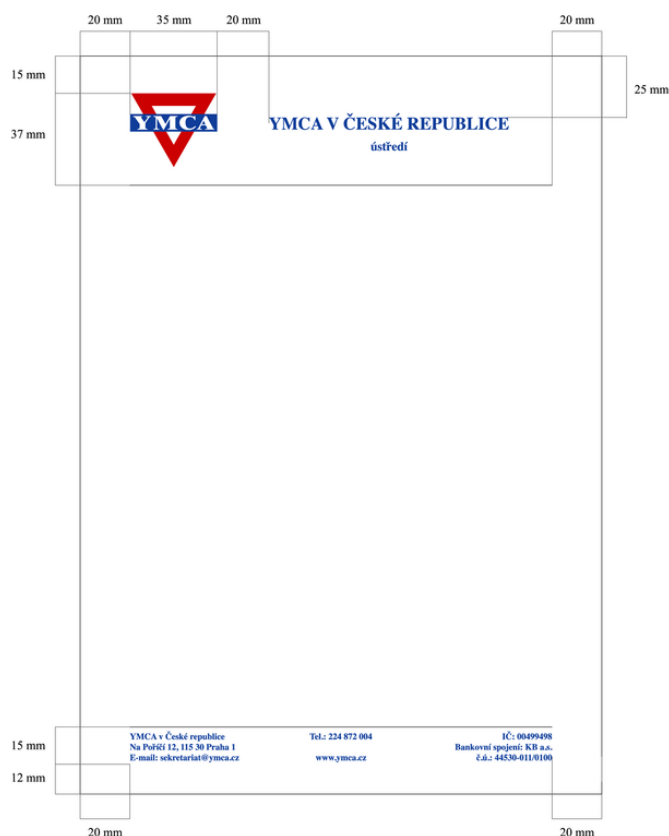 20 mm 35 mm 20 mm 20 mm
15 mm
25 mm
37 mm
YMCA
YMCA V ČESKÉ REPUBLICE
ústředí
15 mm
12 mm
YMCA v České republice Tel.: 224 872 004 IČ: 00499498
Na Poříčí 12, 115 30 Praha 1 Bankovní spojení: KB a.s.
E-mail: sekretariat@ymca.cz www.ymca.cz č.ú.: 44530-011/0100
20 mm 20 mm